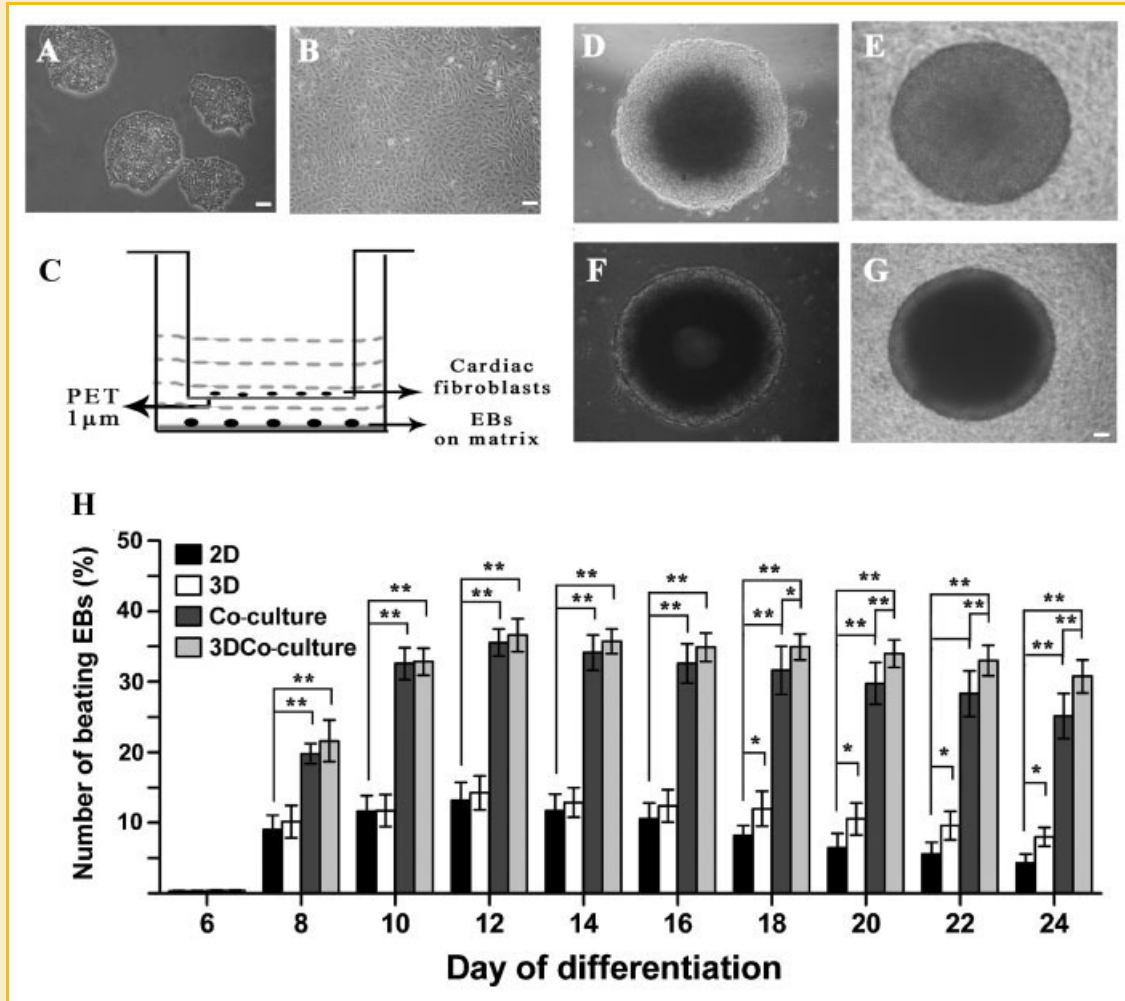 A
B
C
PET
1µm
Cardiac
fibroblasts
EBs
on matrix
D
E
F
G
H
Number of beating EBs (%)
50
40
30
20
10
2D
3D
Co-culture
3DCo-culture
** **
** **
** **
** **
** **
* ** * **
* ** ** **
* ** **
* ** ** **
6 8 10 12 14 16 18 20 22 24
Day of differentiation